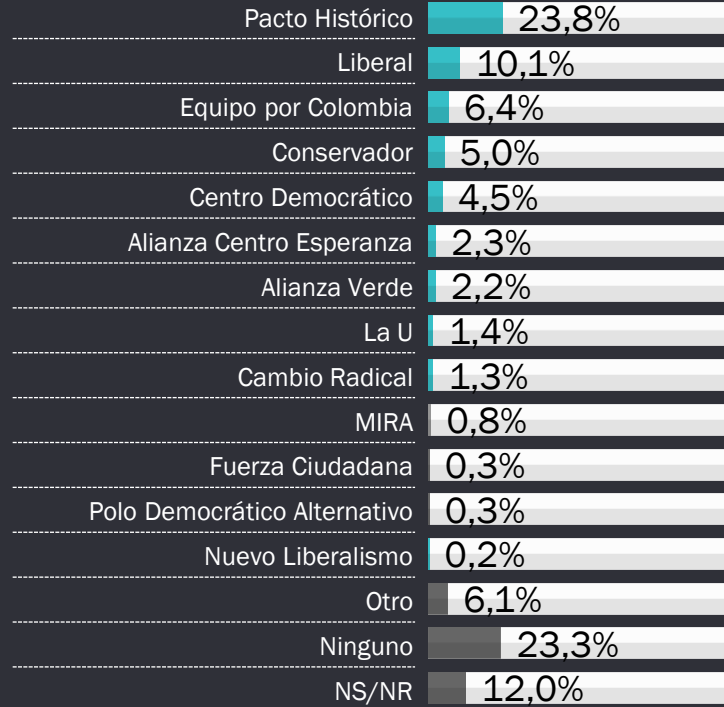 Pacto Histórico 23,8%
Liberal 10,1%
Equipo por Colombia 6,4%
Conservador 5,0%
Centro Democrático 4,5%
Alianza Centro Esperanza 2,3%
Alianza Verde 2,2%
La U 1,4%
Cambio Radical 1,3%
MIRA 0,8%
Fuerza Ciudadana 0,3%
Polo Democrático Alternativo 0,3%
Nuevo Liberalismo 0,2%
Otro 6,1%
Ninguno 23,3%
NS/NR 12,0%